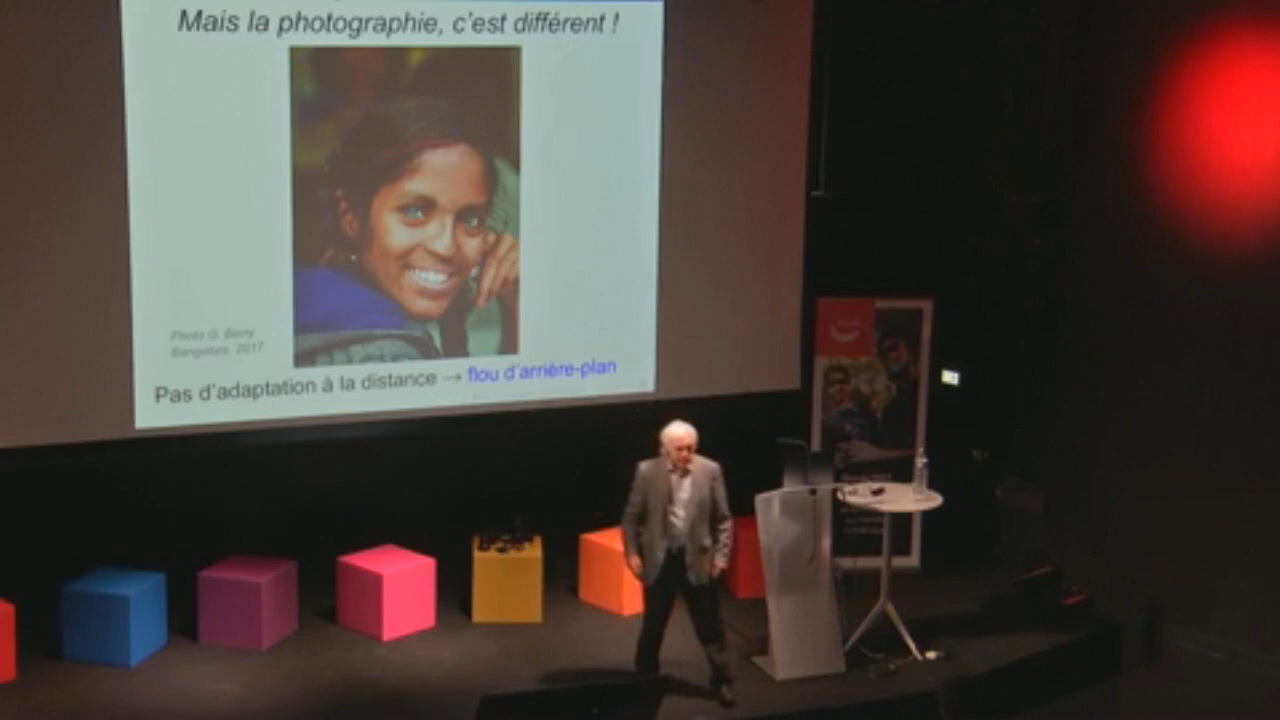 Mais la photographie, c'est différent !
Photo G. Berry
Bangalore, 2017
Pas d'adaptation à la distance → flou d'arrière-plan